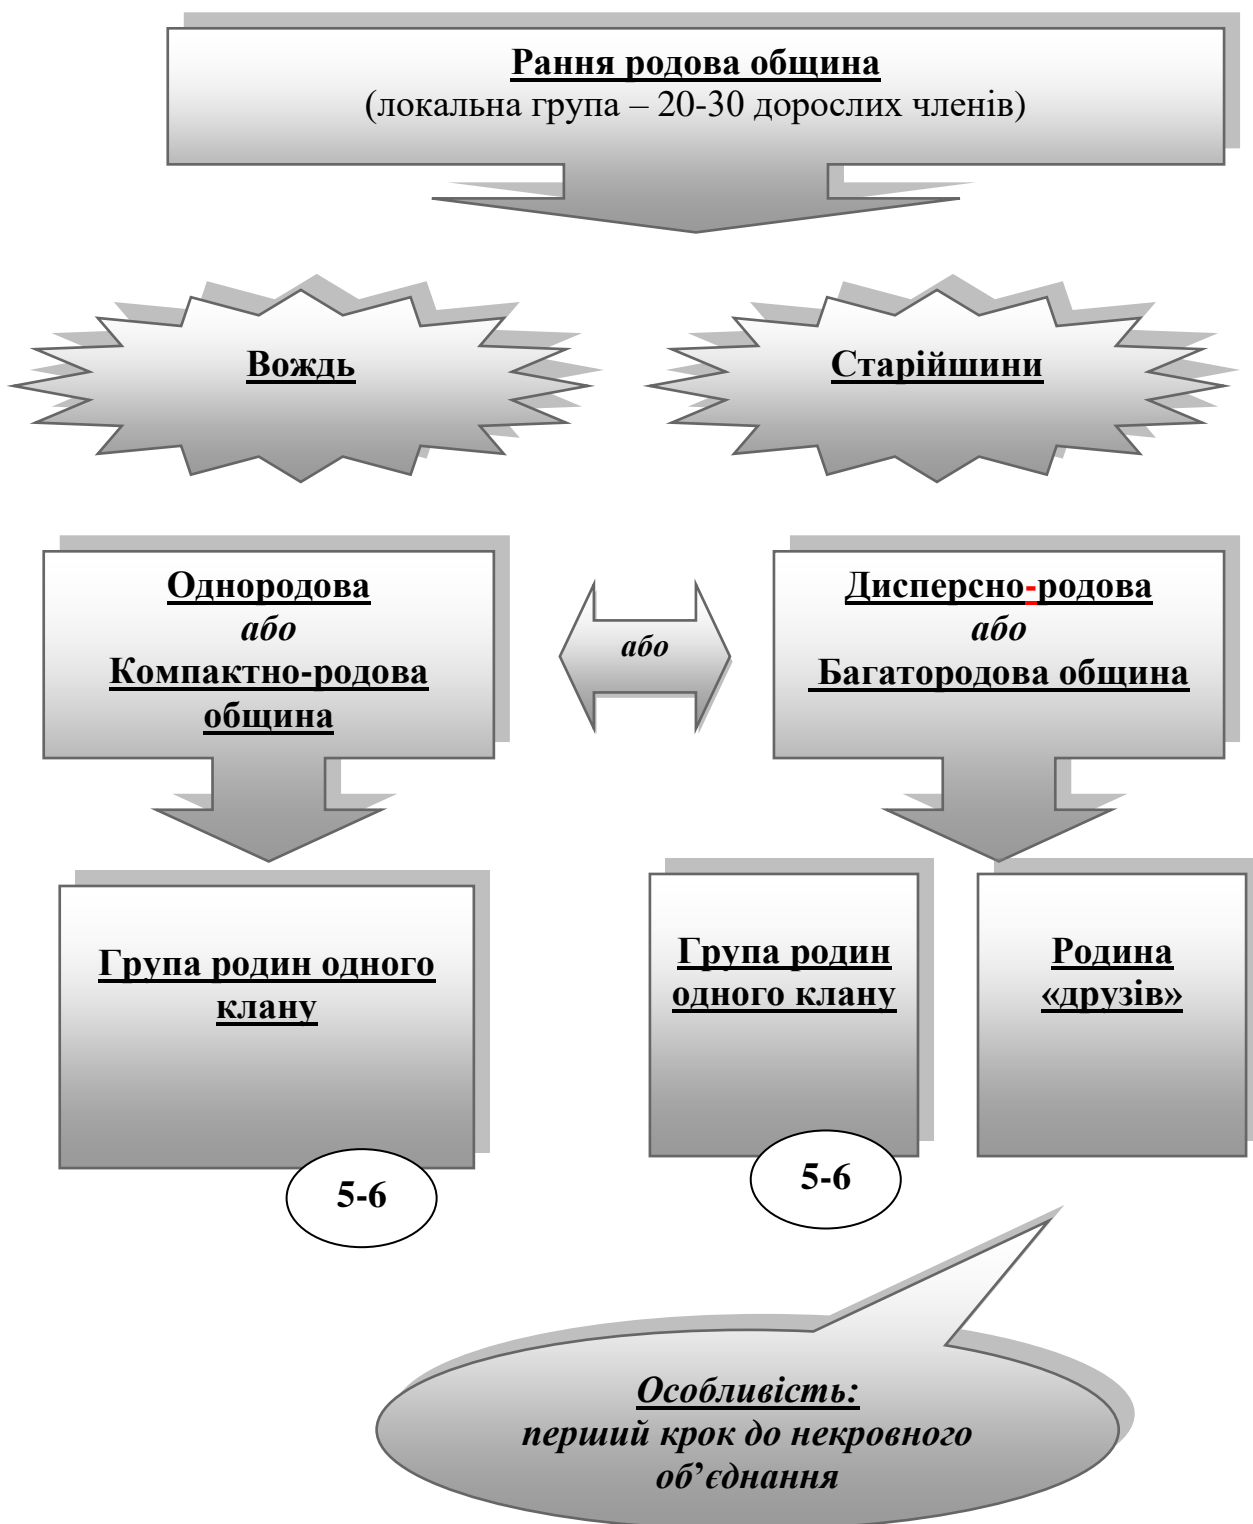 Рання родова община
(локальна група – 20-30 дорослих членів)
Вождь
Старійшини
Однородова
або
Компактно-родова
община
або
Дисперсно-родова
або
Багатородова община
Група родин одного
клану
5-6
Група родин
одного клану
5-6
Родина
«друзів»
Особливість:
перший крок до некровного
об’єднання